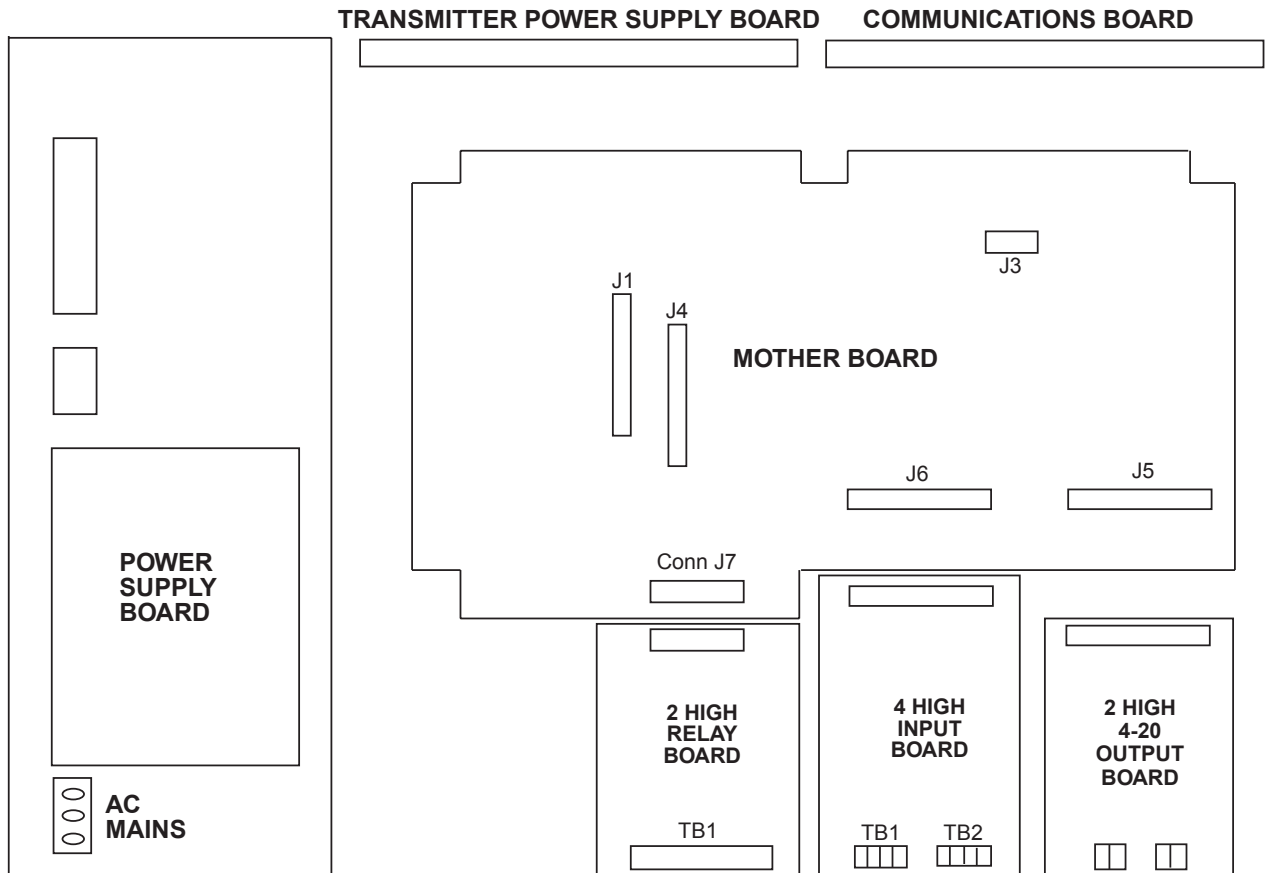 TRANSMITTER POWER SUPPLY BOARD
COMMUNICATIONS BOARD
J3
J1
J4
MOTHER BOARD
J6
J5
Conn J7
POWER
SUPPLY
BOARD
2 HIGH
RELAY
BOARD
4 HIGH
INPUT
BOARD
2 HIGH
4-20
OUTPUT
BOARD
AC
MAINS
TB1
TB1
TB2